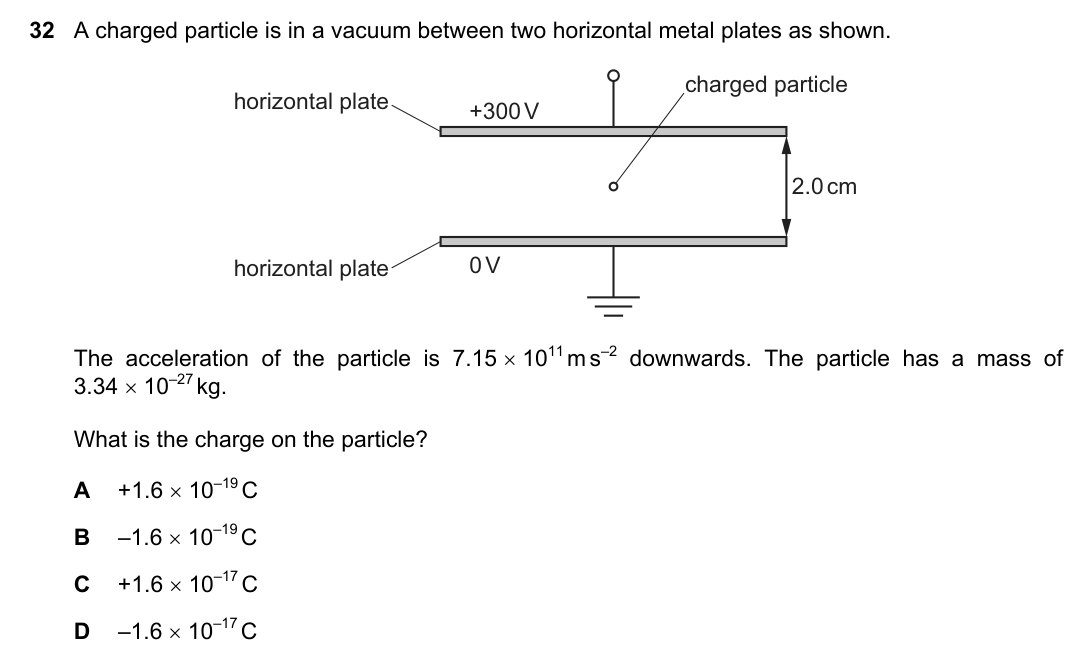 32 A charged particle is in a vacuum between two horizontal metal plates as shown.
charged particle
horizontal plate
+300 V
2.0 cm
horizontal plate
0 V
The acceleration of the particle is 7.15 × 10¹¹ m s⁻² downwards. The particle has a mass of
3.34 × 10⁻²⁷ kg.
What is the charge on the particle?
A +1.6 × 10⁻¹⁹ C
B –1.6 × 10⁻¹⁹ C
C +1.6 × 10⁻¹⁷ C
D –1.6 × 10⁻¹⁷ C